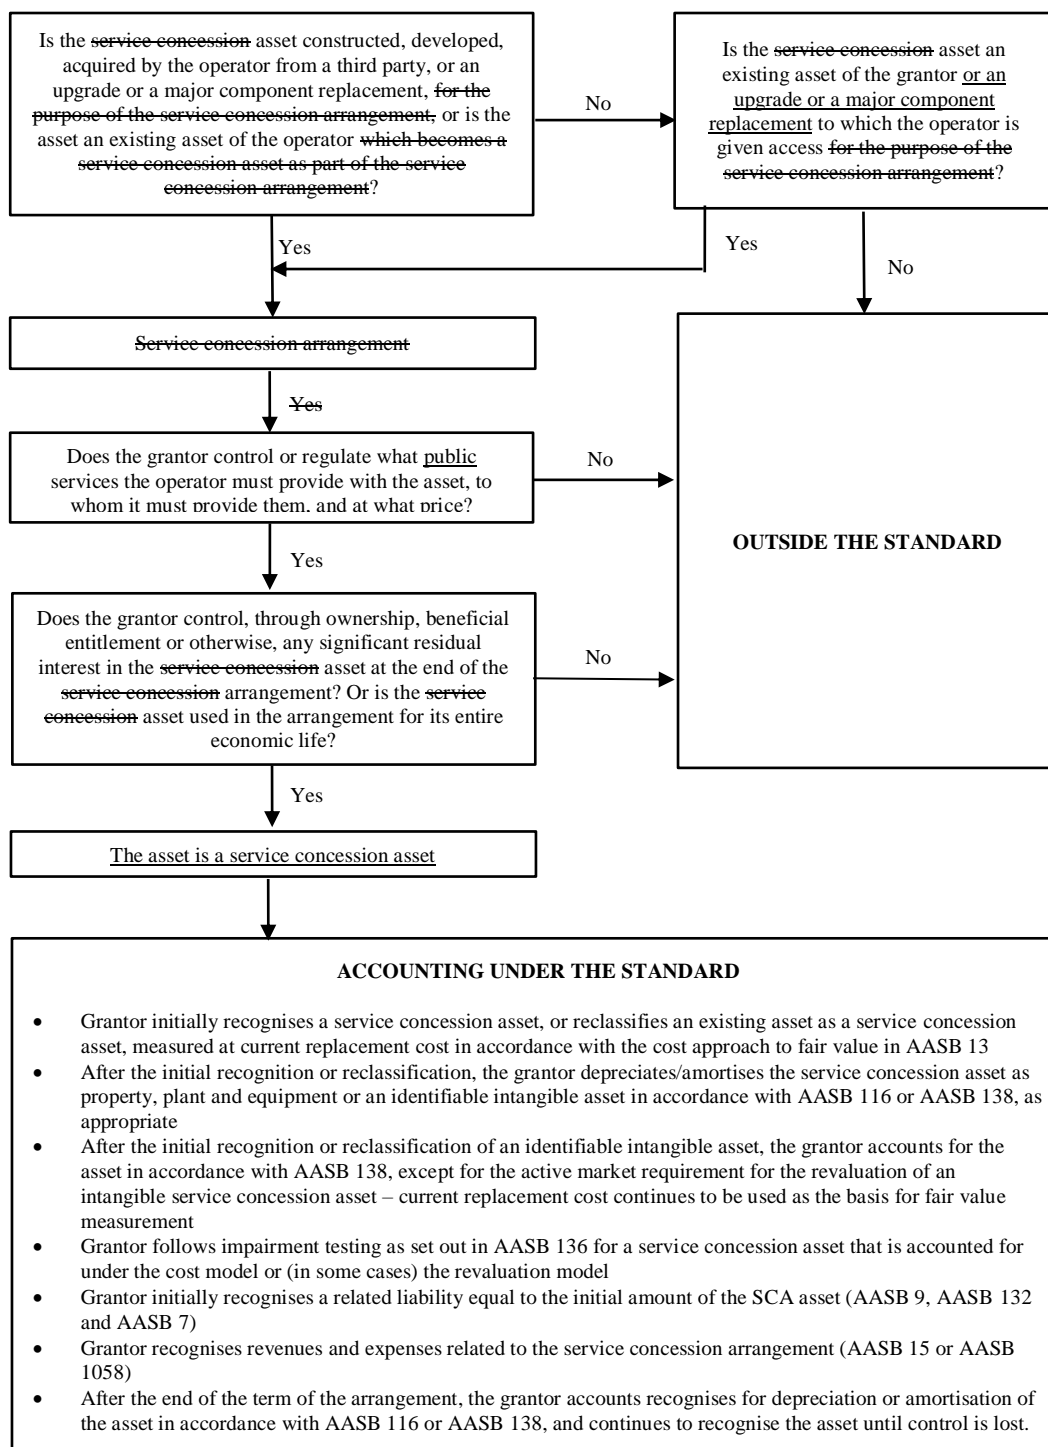 Is the service concession asset constructed, developed,
acquired by the operator from a third party, or an
upgrade or a major component replacement, for the
purpose of the service concession arrangement, or is the
asset an existing asset of the operator which becomes a
service concession asset as part of the service
concession arrangement?
No
Is the service concession asset an
existing asset of the grantor or an
upgrade or a major component
replacement to which the operator is
given access for the purpose of the
service concession arrangement?
Yes
Yes
No
Service concession arrangement
Yes
Does the grantor control or regulate what public
services the operator must provide with the asset, to
whom it must provide them, and at what price?
No
OUTSIDE THE STANDARD
Yes
Does the grantor control, through ownership, beneficial
entitlement or otherwise, any significant residual
interest in the service concession asset at the end of the
service concession arrangement? Or is the service
concession asset used in the arrangement for its entire
economic life?
No
Yes
The asset is a service concession asset
ACCOUNTING UNDER THE STANDARD
• Grantor initially recognises a service concession asset, or reclassifies an existing asset as a service concession
asset, measured at current replacement cost in accordance with the cost approach to fair value in AASB 13
• After the initial recognition or reclassification, the grantor depreciates/amortises the service concession asset as
property, plant and equipment or an identifiable intangible asset in accordance with AASB 116 or AASB 138, as
appropriate
• After the initial recognition or reclassification of an identifiable intangible asset, the grantor accounts for the
asset in accordance with AASB 138, except for the active market requirement for the revaluation of an
intangible service concession asset – current replacement cost continues to be used as the basis for fair value
measurement
• Grantor follows impairment testing as set out in AASB 136 for a service concession asset that is accounted for
under the cost model or (in some cases) the revaluation model
• Grantor initially recognises a related liability equal to the initial amount of the SCA asset (AASB 9, AASB 132
and AASB 7)
• Grantor recognises revenues and expenses related to the service concession arrangement (AASB 15 or AASB
1058)
• After the end of the term of the arrangement, the grantor accounts recognises for depreciation or amortisation of
the asset in accordance with AASB 116 or AASB 138, and continues to recognise the asset until control is lost.